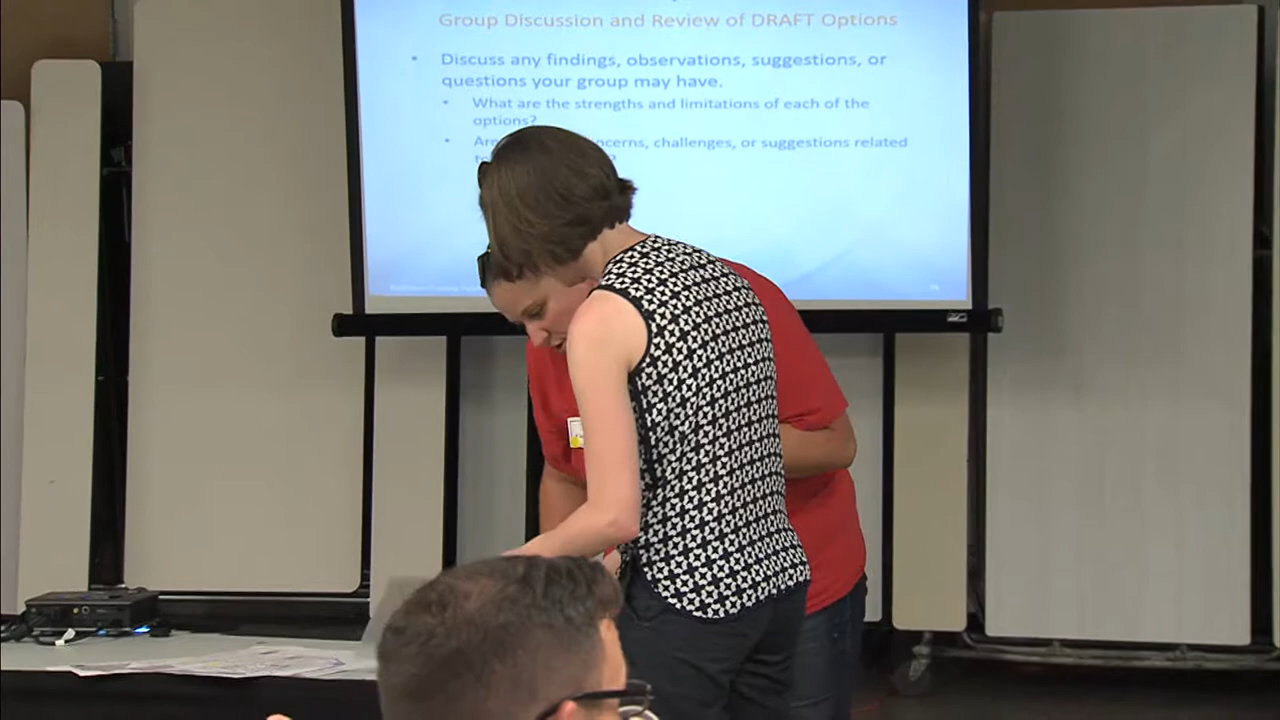 Group Discussion and Review of DRAFT Options
• Discuss any findings, observations, suggestions, or
questions your group may have.
• What are the strengths and limitations of each of the
options?
• challenges, or suggestions related